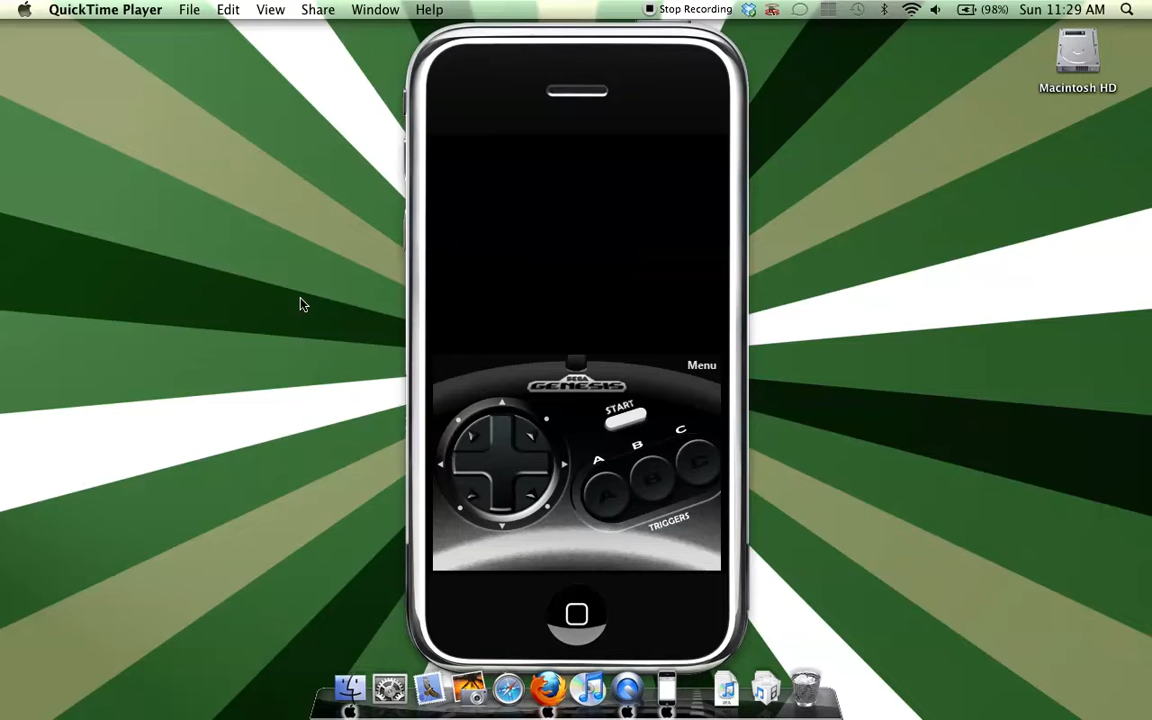 QuickTime Player File Edit View Share Window Help Stop Recording (98%) Sun 11:29 AM
Macintosh HD
Menu
SEGA
GENESIS
START
A B C
A B C
TRIGGERS